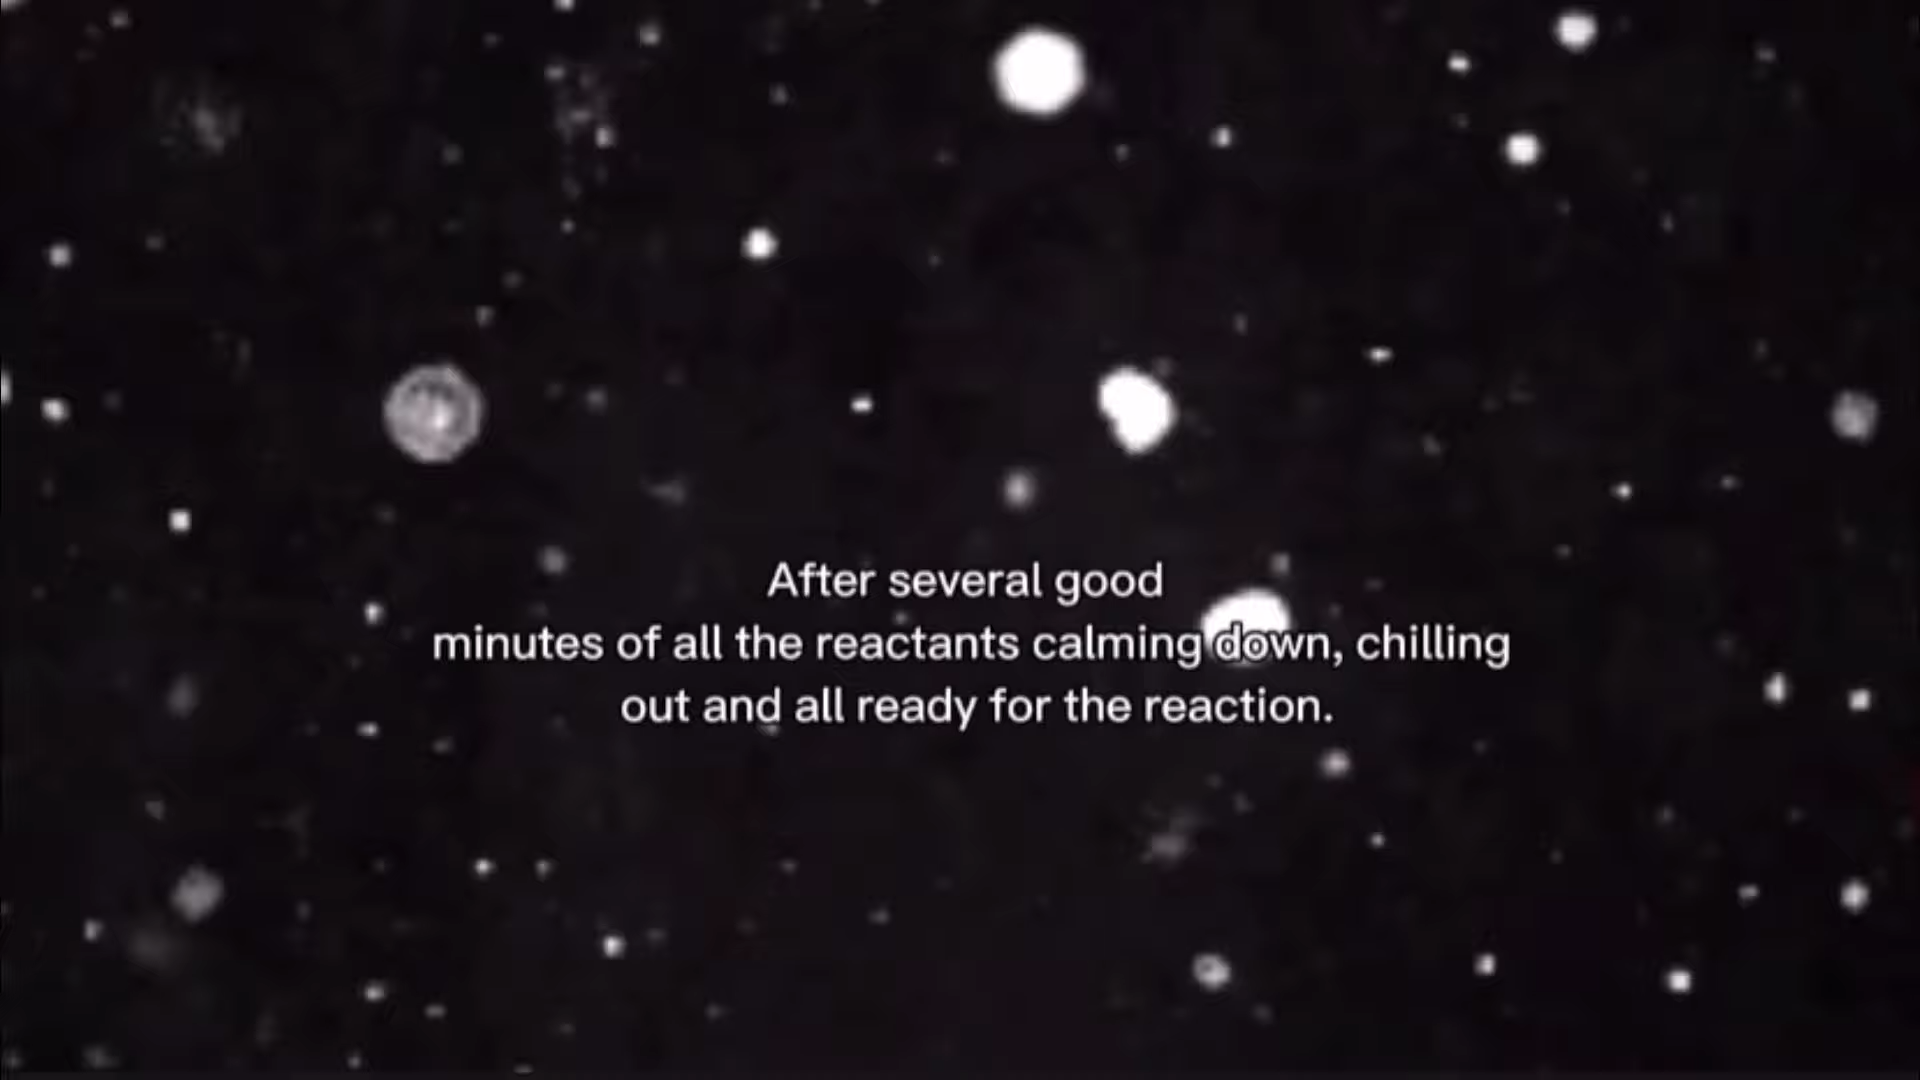 After several good
minutes of all the reactants calming down, chilling
out and all ready for the reaction.